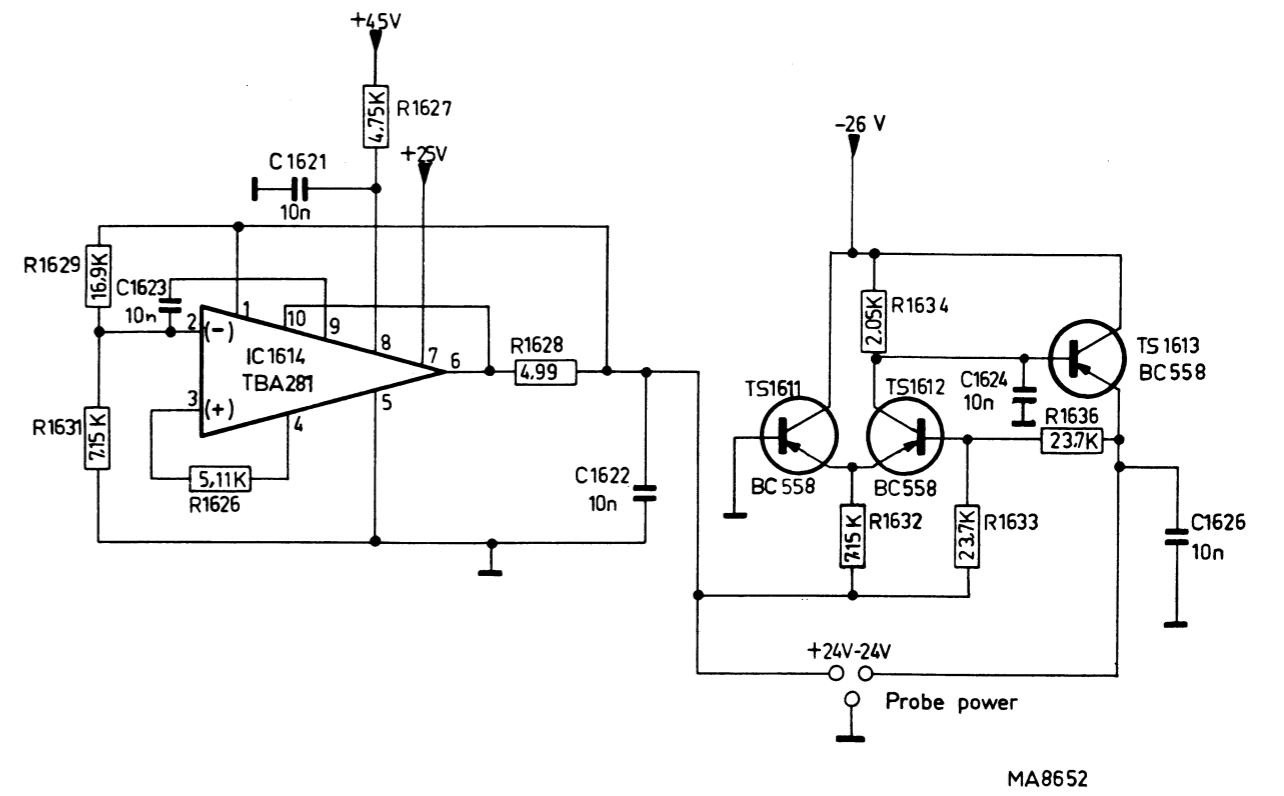 +45V
R1627
4.75K
+25V
C1621
10n
R1629
16.9K
C1623
10n
1
10
9
2
(-)
8
7
6
IC1614
TBA281
R1628
4.99
3
(+)
4
5
R1631
7.15K
5,11K
R1626
C1622
10n
-26 V
R1634
2.05K
TS1613
BC558
TS1611
TS1612
C1624
10n
R1636
23.7K
BC558
BC558
R1632
7.15K
R1633
23.7K
C1626
10n
+24V-24V
Probe power
MA8652